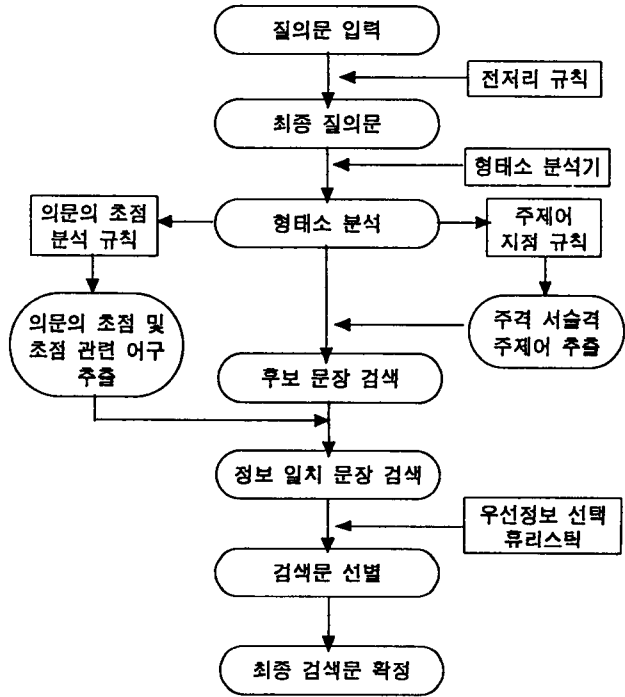 질의문 입력
전저리 규칙
최종 질의문
형태소 분석기
의문의 초점
분석 규칙
형태소 분석
주제어
지점 규칙
의문의 초점 및
초점 관련 어구
추출
주격 서술격
주제어 추출
후보 문장 검색
정보 일치 문장 검색
우선정보 선택
휴리스틱
검색문 선별
최종 검색문 확정